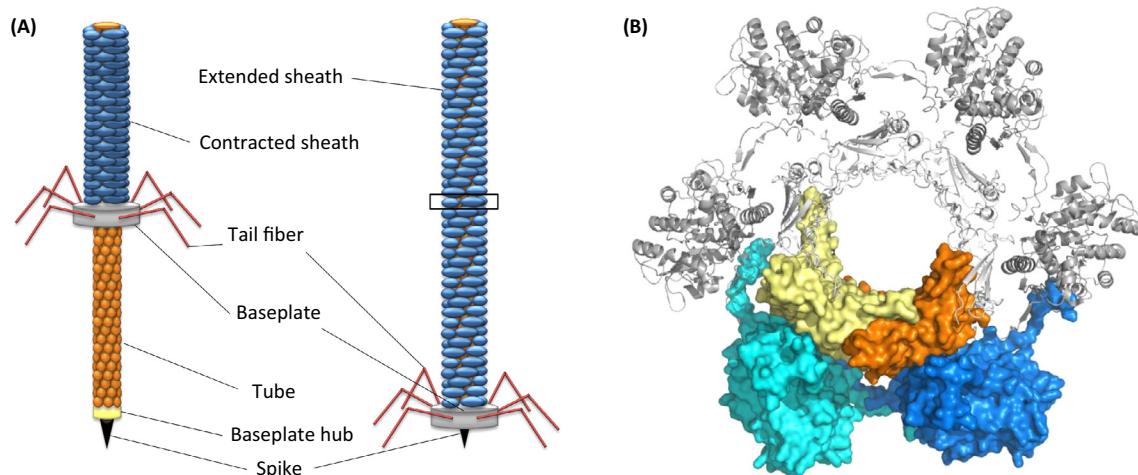 (A)
Extended sheath
Contracted sheath
Tail fiber
Baseplate
Tube
Baseplate hub
Spike
(B)